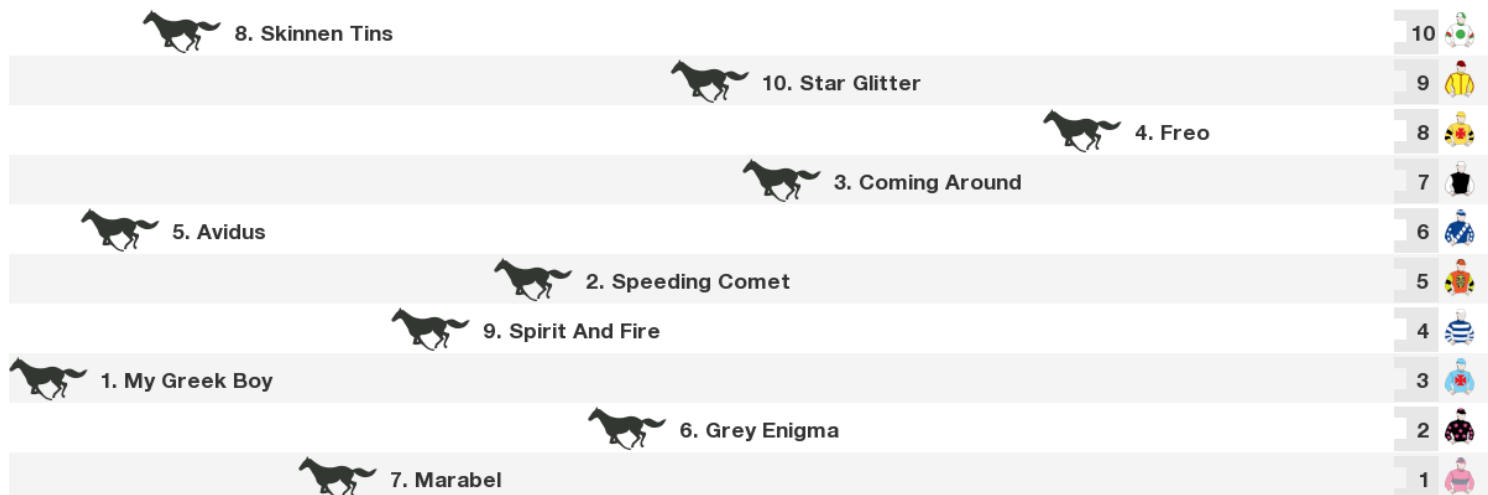 8. Skinnen Tins 10
10. Star Glitter 9
4. Freo 8
3. Coming Around 7
5. Avidus 6
2. Speeding Comet 5
9. Spirit And Fire 4
1. My Greek Boy 3
6. Grey Enigma 2
7. Marabel 1